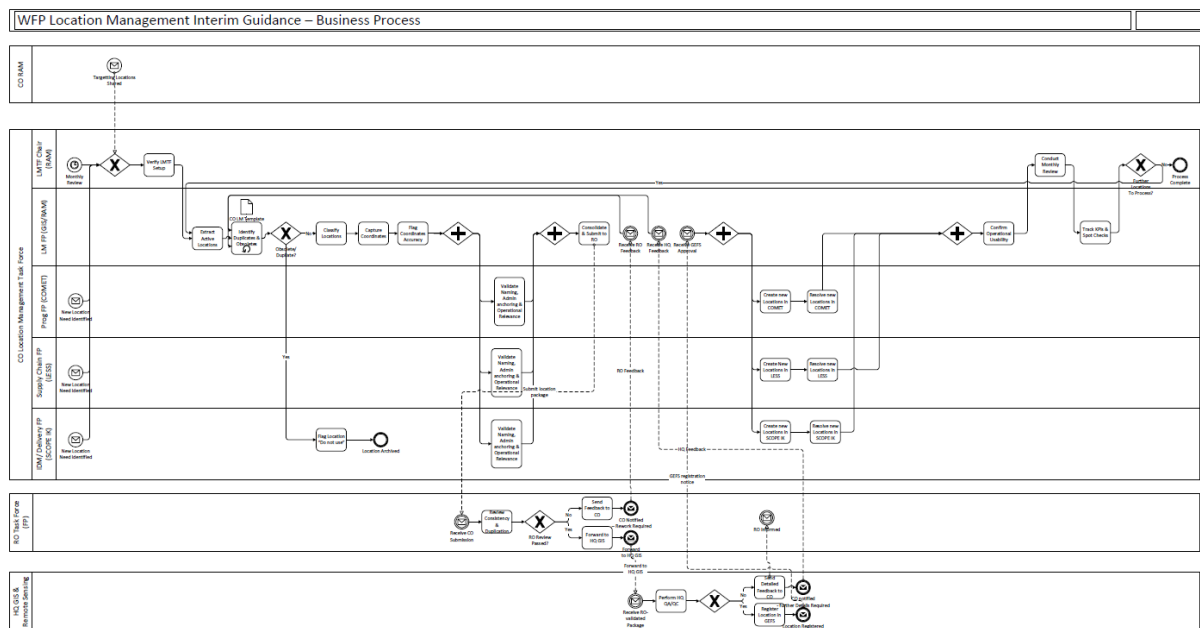 WFP Location Management Interim Guidance – Business Process
CO RAM
Targetting Locations
Shared
CO Location Management Task Force
LMTF Chair
(RAM)
Monthly
Review
X
Verify LMTF
Setup
Conduct
Monthly
Review
X
Further
Locations
To Process?
No
Process
Complete
Yes
LM FP (GIS/RAM)
CO LM Template
Extract
Active
Locations
Identify
Duplicates &
Obsoletes
X
Obsolete/
Duplicate?
No
Classify
Locations
Capture
Coordinates
Flag
Coordinates
Accuracy
Consolidate
& Submit to
RO
Receive RO
Feedback
Receive HQ
Feedback
Receive GEFS
Approval
Confirm
Operational
Usability
Track KPIs &
Spot Checks
Prog FP (COMET)
New Location
Need Identified
Validate
Naming,
Admin
anchoring &
Operational
Relevance
Create new
Locations in
COMET
Resolve new
Locations in
COMET
Supply Chain FP
(LESS)
New Location
Need Identified
Yes
Validate
Naming,
Admin
anchoring &
Operational
Relevance
Submit location
package
RO Feedback
Create New
Locations in
LESS
Resolve new
Locations in
LESS
IDM/ Delivery FP
(SCOPE IK)
New Location
Need Identified
Flag Location
"Do not use"
Location Archived
Validate
Naming,
Admin
anchoring &
Operational
Relevance
Create new
Locations in
SCOPE IK
Resolve new
Locations in
SCOPE IK
HQ Feedback
GEFS registration
notice
RO Task Force
(FP)
Receive CO
Submission
Review
Consistency
&
Duplication
X
RO Review
Passed?
No
Yes
Send
Feedback to
CO
CO Notified
– Rework Required
Forward to
HQ GIS
Forward
to HQ GIS
RO Informed
Forward to
HQ GIS
HQ GIS &
Remote Sensing
Receive RO-
validated
Package
Perform HQ
QA/QC
X
No
Yes
Send
Detailed
Feedback to
CO
CO notified
Further Details Required
Register
Location in
GEFS
Location Registered